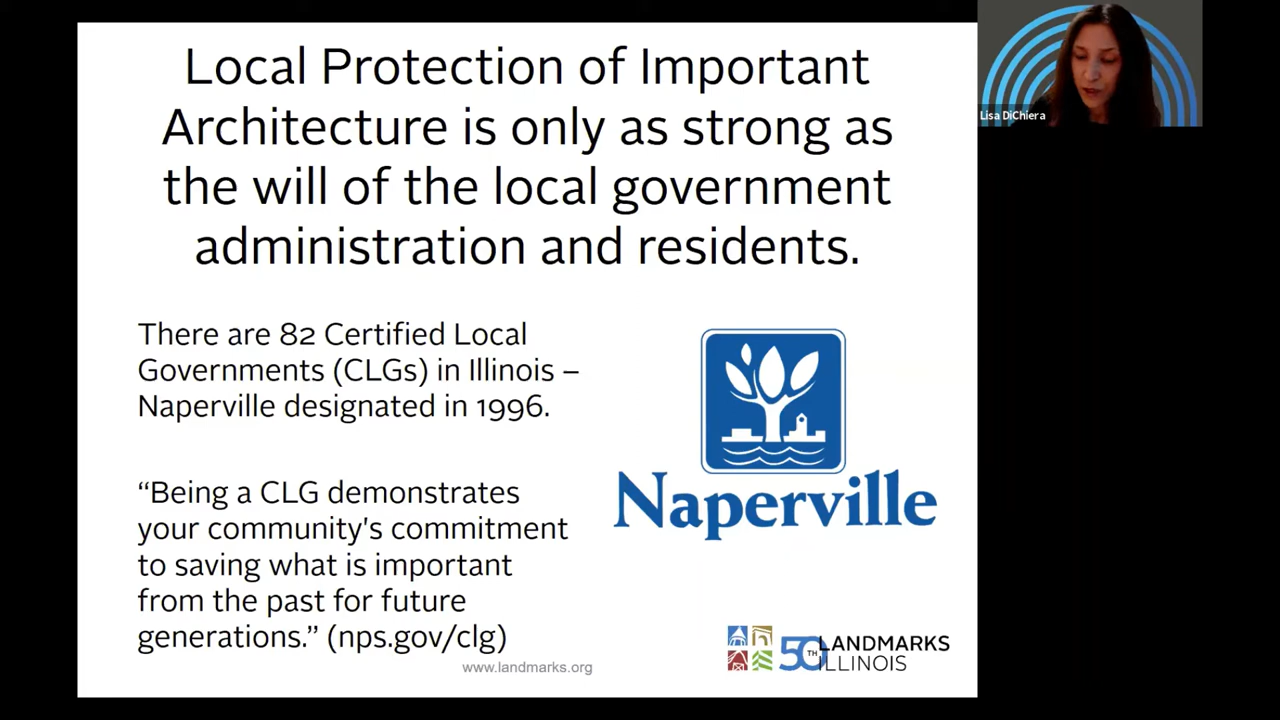 Local Protection of Important
Architecture is only as strong as
the will of the local government
administration and residents.
There are 82 Certified Local
Governments (CLGs) in Illinois –
Naperville designated in 1996.
“Being a CLG demonstrates
your community's commitment
to saving what is important
from the past for future
generations.” (nps.gov/clg)
Naperville
www.landmarks.org
50TH LANDMARKS
ILLINOIS
Lisa DiChiera